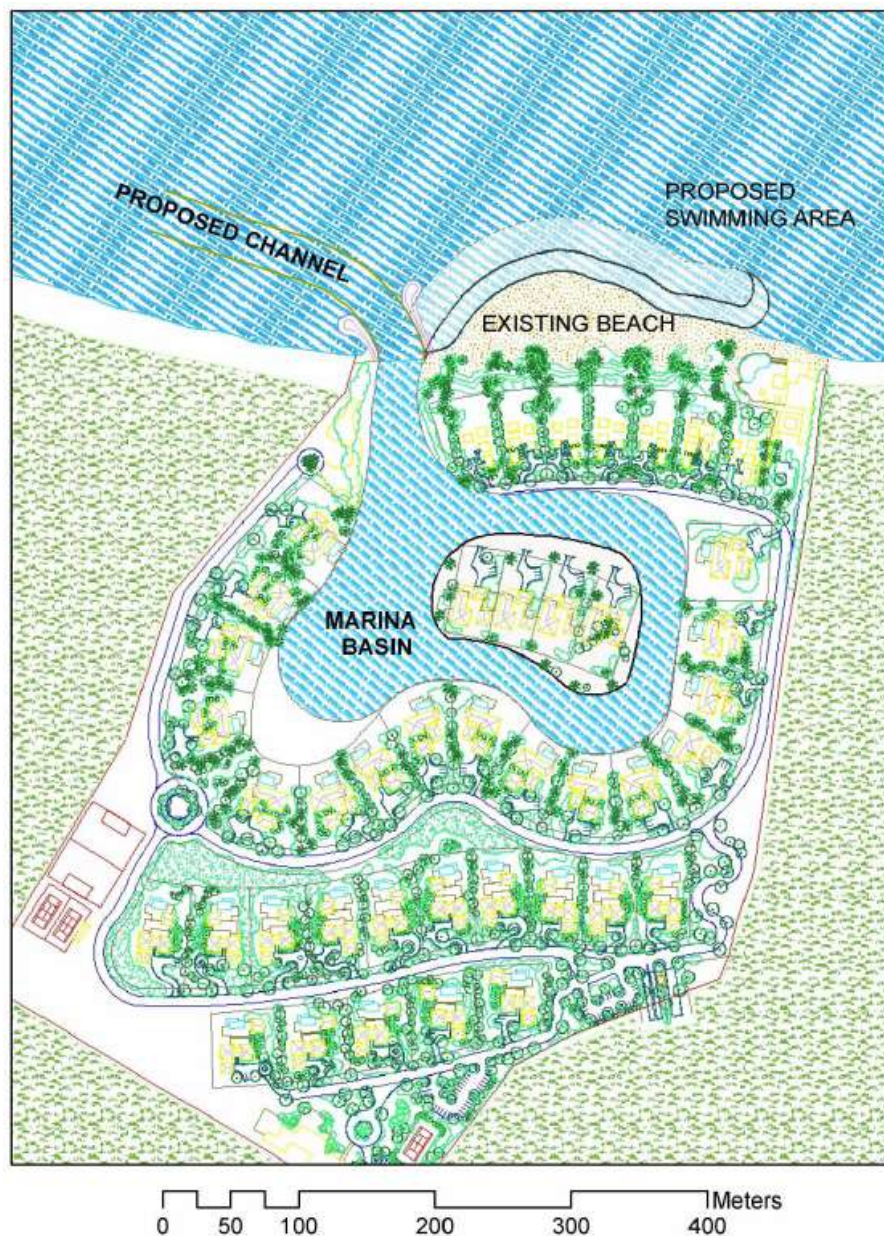 PROPOSED
SWIMMING AREA
PROPOSED CHANNEL
EXISTING BEACH
MARINA
BASIN
Meters
0 50 100 200 300 400